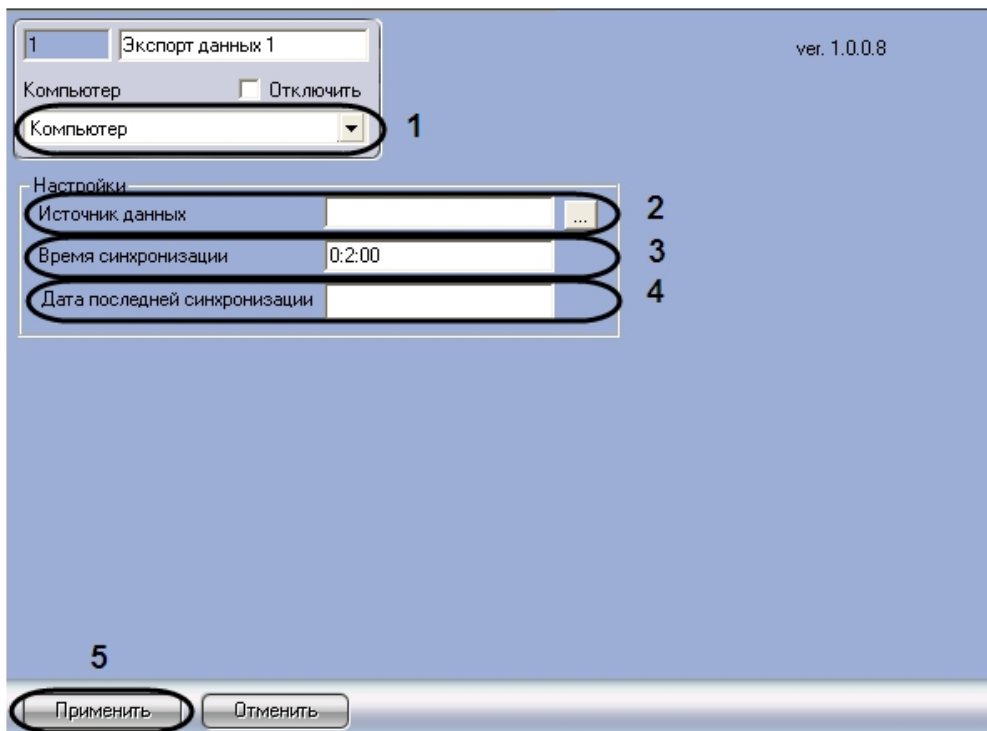 1 Экспорт данных 1
ver. 1.0.0.8
Компьютер Отключить
Компьютер 1
Настройки
Источник данных ... 2
Время синхронизации 0:2:00 3
Дата последней синхронизации 4
5
Применить Отменить